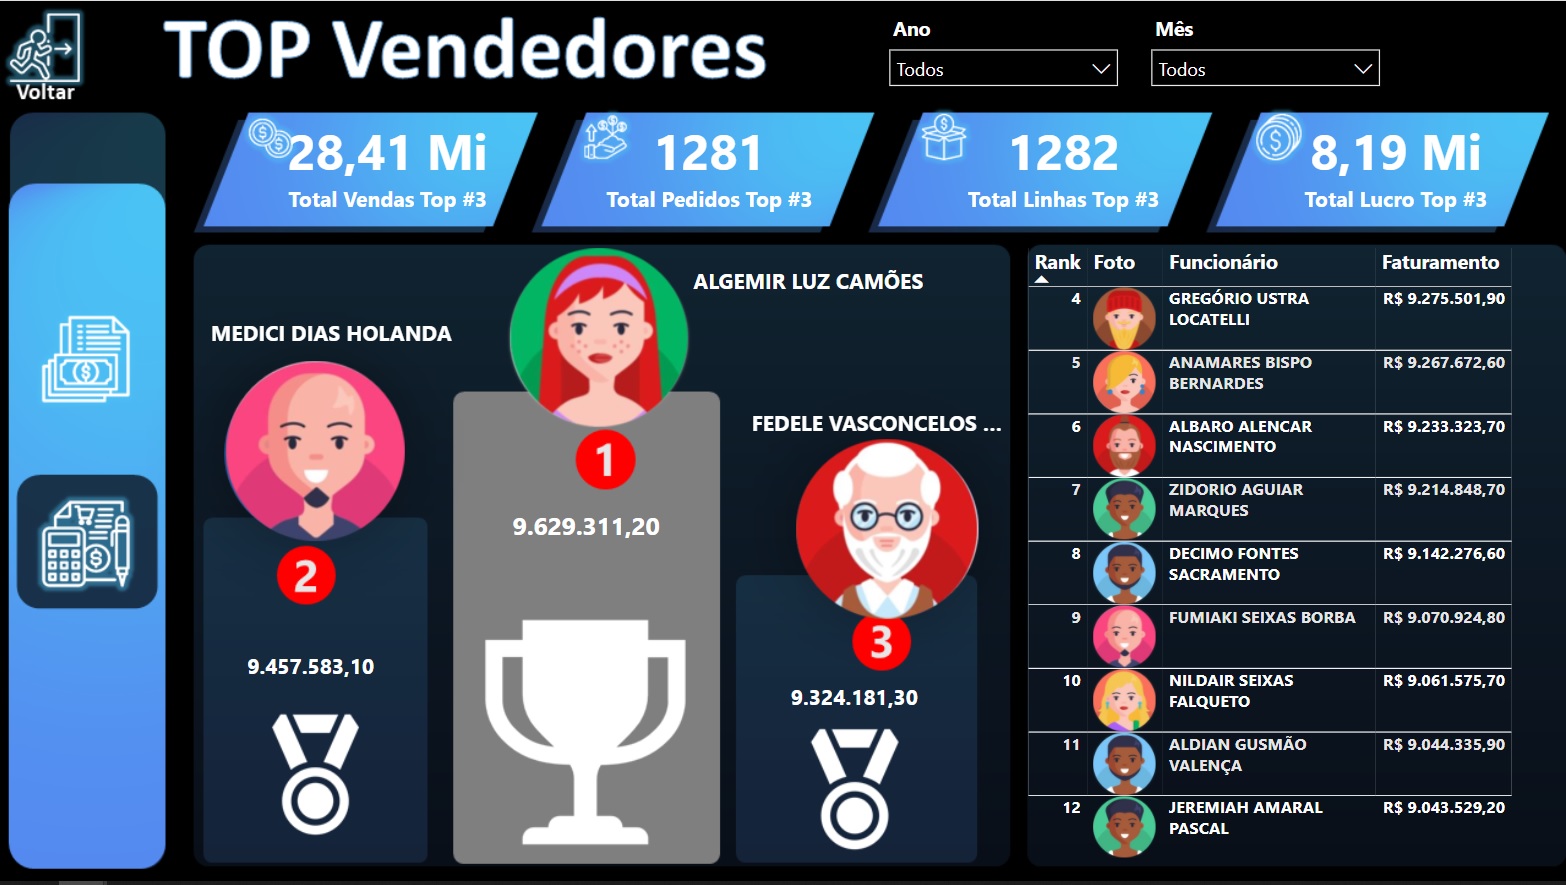 Voltar
TOP Vendedores
Ano
Todos
Mês
Todos
28,41 Mi
Total Vendas Top #3
1281
Total Pedidos Top #3
1282
Total Linhas Top #3
8,19 Mi
Total Lucro Top #3
MEDICI DIAS HOLANDA
2
9.457.583,10
ALGEMIR LUZ CAMÕES
1
9.629.311,20
FEDELE VASCONCELOS ...
3
9.324.181,30
Rank Foto Funcionário Faturamento
4 GREGÓRIO USTRA R$ 9.275.501,90
LOCATELLI
5 ANAMARES BISPO R$ 9.267.672,60
BERNARDES
6 ALBARO ALENCAR R$ 9.233.323,70
NASCIMENTO
7 ZIDORIO AGUIAR R$ 9.214.848,70
MARQUES
8 DECIMO FONTES R$ 9.142.276,60
SACRAMENTO
9 FUMIAKI SEIXAS BORBA R$ 9.070.924,80
10 NILDAIR SEIXAS R$ 9.061.575,70
FALQUETO
11 ALDIAN GUSMÃO R$ 9.044.335,90
VALENÇA
12 JEREMIAH AMARAL R$ 9.043.529,20
PASCAL